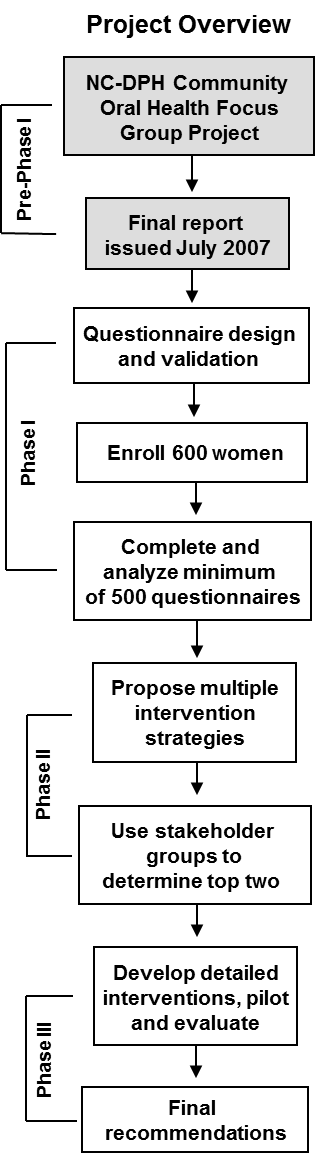 Project Overview
NC-DPH Community
Oral Health Focus
Group Project
Pre-Phase I
Final report
issued July 2007
Questionnaire design
and validation
Phase I
Enroll 600 women
Complete and
analyze minimum
of 500 questionnaires
Propose multiple
intervention
strategies
Phase II
Use stakeholder
groups to
determine top two
Develop detailed
interventions, pilot
and evaluate
Phase III
Final
recommendations